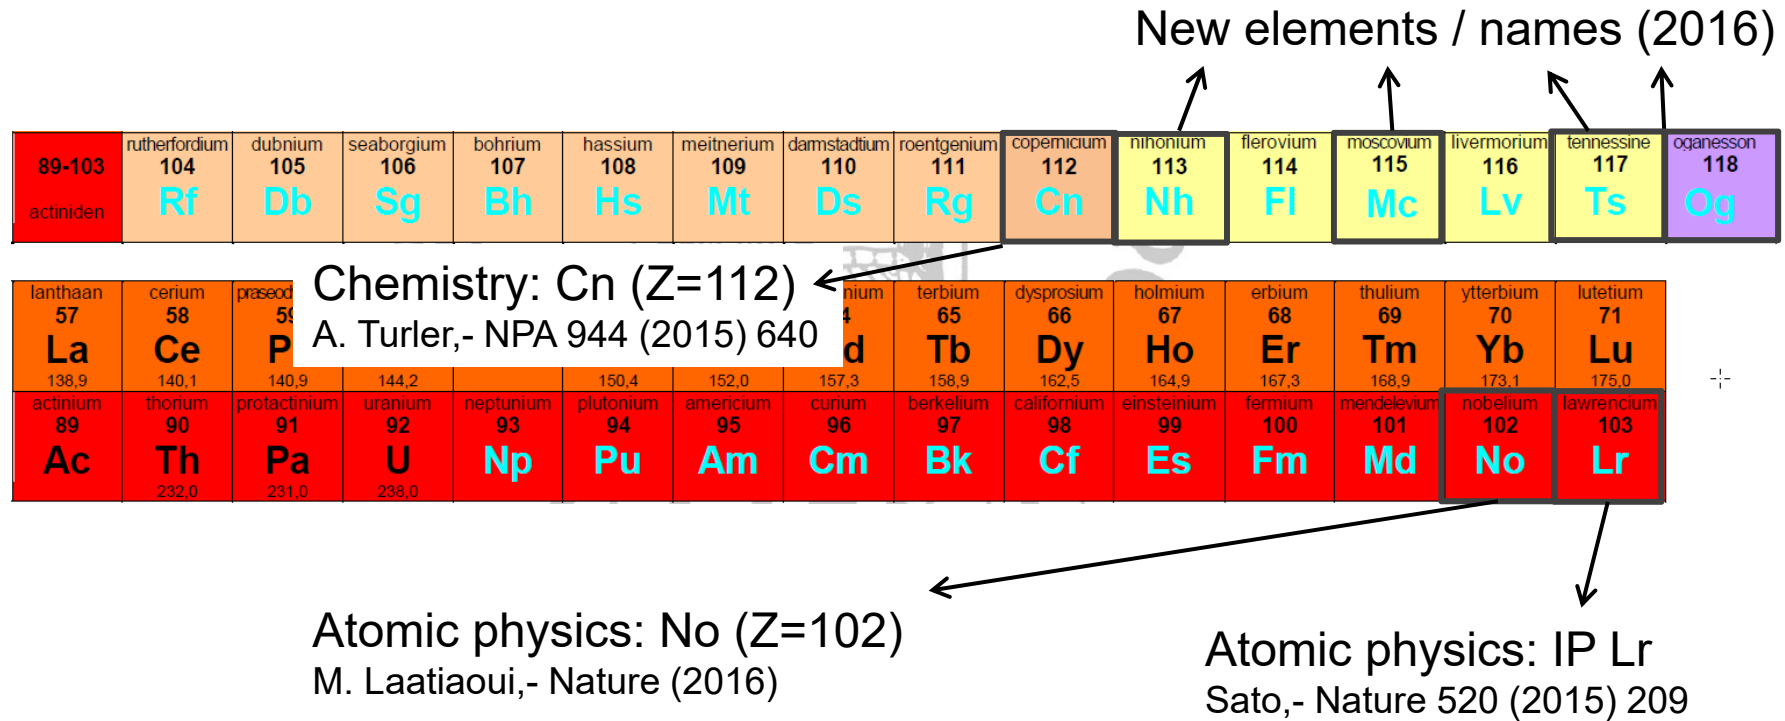 New elements / names (2016)
89-103 actiniden
rutherfordium 104 Rf
dubnium 105 Db
seaborgium 106 Sg
bohrium 107 Bh
hassium 108 Hs
meitnerium 109 Mt
darmstadtium 110 Ds
roentgenium 111 Rg
copernicium 112 Cn
nihonium 113 Nh
flerovium 114 Fl
moscovium 115 Mc
livermorium 116 Lv
tennessine 117 Ts
oganesson 118 Og
Chemistry: Cn (Z=112)
A. Turler,- NPA 944 (2015) 640
lanthaan 57 La 138,9
cerium 58 Ce 140,1
140,9
144,2
150,4
152,0
157,3
terbium 65 Tb 158,9
dysprosium 66 Dy 162,5
holmium 67 Ho 164,9
erbium 68 Er 167,3
thulium 69 Tm 168,9
ytterbium 70 Yb 173,1
lutetium 71 Lu 175,0
actinium 89 Ac
thorium 90 Th 232,0
protactinium 91 Pa 231,0
uranium 92 U 238,0
neptunium 93 Np
plutonium 94 Pu
americium 95 Am
curium 96 Cm
berkelium 97 Bk
californium 98 Cf
einsteinium 99 Es
fermium 100 Fm
mendelevium 101 Md
nobelium 102 No
lawrencium 103 Lr
Atomic physics: No (Z=102)
M. Laatiaoui,- Nature (2016)
Atomic physics: IP Lr
Sato,- Nature 520 (2015) 209